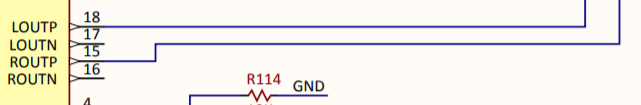 LOUTP 18
LOUTN 17
ROUTP 15
ROUTN 16
R114 GND
4